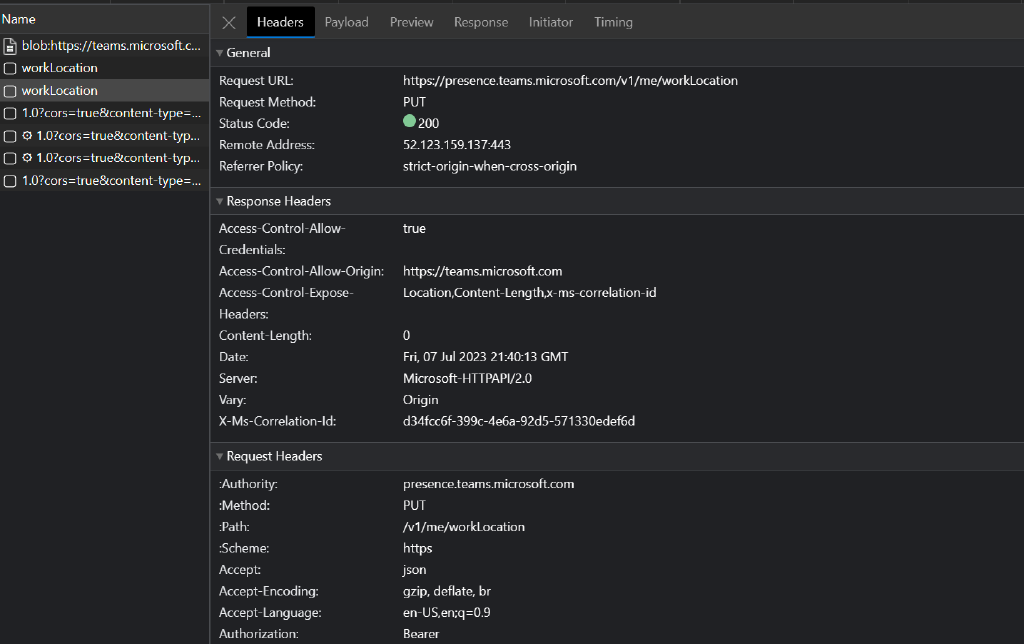 Name
blob:https://teams.microsoft.c...
workLocation
workLocation
1.0?cors=true&content-type=...
1.0?cors=true&content-typ...
1.0?cors=true&content-typ...
1.0?cors=true&content-type=...
Headers Payload Preview Response Initiator Timing
General
Request URL: https://presence.teams.microsoft.com/v1/me/workLocation
Request Method: PUT
Status Code: 200
Remote Address: 52.123.159.137:443
Referrer Policy: strict-origin-when-cross-origin
Response Headers
Access-Control-Allow- true
Credentials:
Access-Control-Allow-Origin: https://teams.microsoft.com
Access-Control-Expose- Location,Content-Length,x-ms-correlation-id
Headers:
Content-Length: 0
Date: Fri, 07 Jul 2023 21:40:13 GMT
Server: Microsoft-HTTPAPI/2.0
Vary: Origin
X-Ms-Correlation-Id: d34fcc6f-399c-4e6a-92d5-571330edef6d
Request Headers
:Authority: presence.teams.microsoft.com
:Method: PUT
:Path: /v1/me/workLocation
:Scheme: https
Accept: json
Accept-Encoding: gzip, deflate, br
Accept-Language: en-US,en;q=0.9
Authorization: Bearer